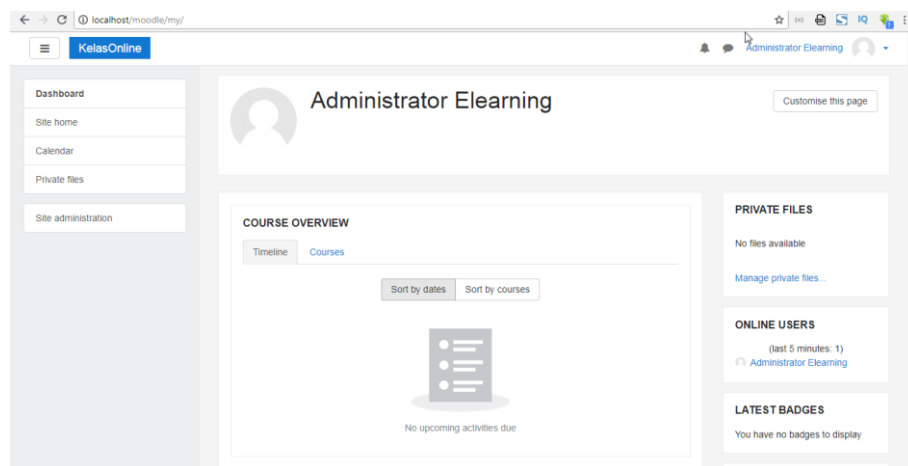 localhost/moodle/my/
IQ
KelasOnline
Administrator Elearning
Dashboard
Site home
Calendar
Private files
Site administration
Administrator Elearning
Customise this page
COURSE OVERVIEW
Timeline Courses
Sort by dates Sort by courses
No upcoming activities due
PRIVATE FILES
No files available
Manage private files...
ONLINE USERS
(last 5 minutes: 1)
Administrator Elearning
LATEST BADGES
You have no badges to display